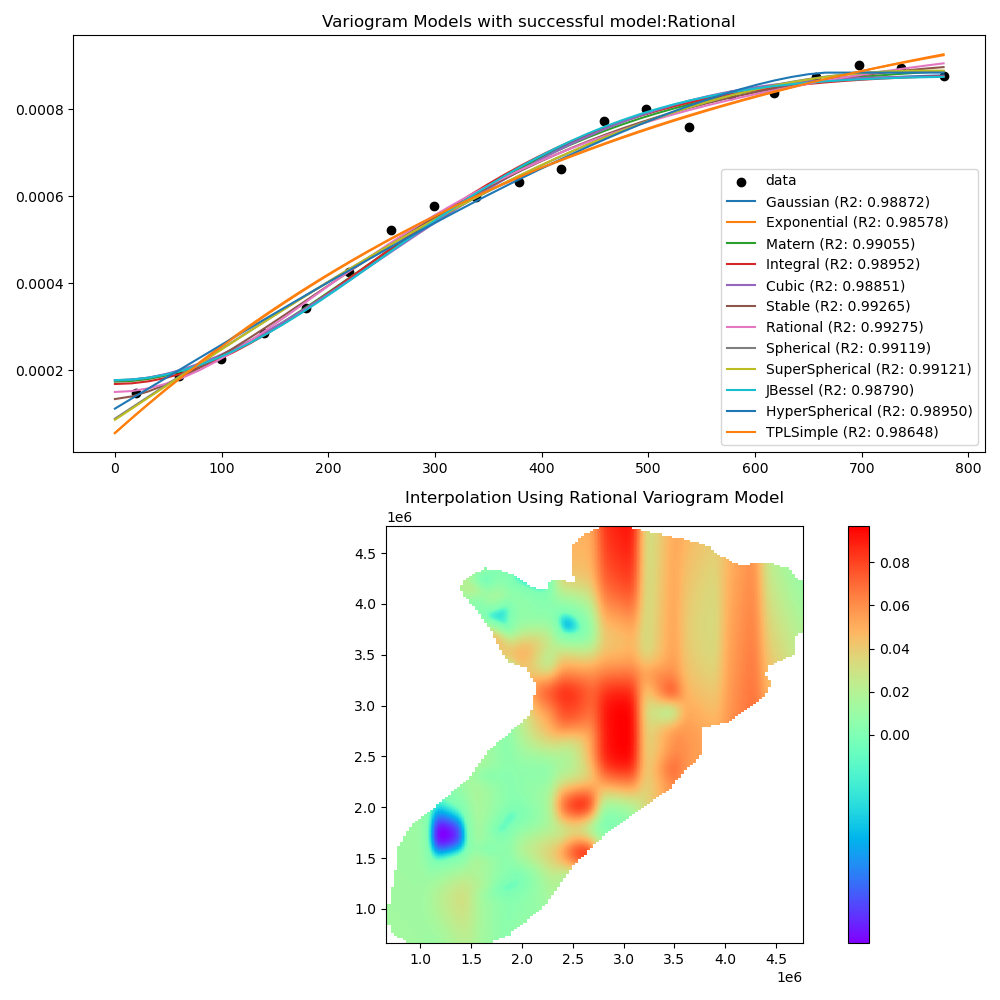 Variogram Models with successful model:Rational
0.0008
0.0006
0.0004
0.0002
data
Gaussian (R2: 0.98872)
Exponential (R2: 0.98578)
Matern (R2: 0.99055)
Integral (R2: 0.98952)
Cubic (R2: 0.98851)
Stable (R2: 0.99265)
Rational (R2: 0.99275)
Spherical (R2: 0.99119)
SuperSpherical (R2: 0.99121)
JBessel (R2: 0.98790)
HyperSpherical (R2: 0.98950)
TPLSimple (R2: 0.98648)
0 100 200 300 400 500 600 700 800
Interpolation Using Rational Variogram Model
1e6
4.5
4.0
3.5
3.0
2.5
2.0
1.5
1.0
1.0 1.5 2.0 2.5 3.0 3.5 4.0 4.5
1e6
0.08
0.06
0.04
0.02
0.00